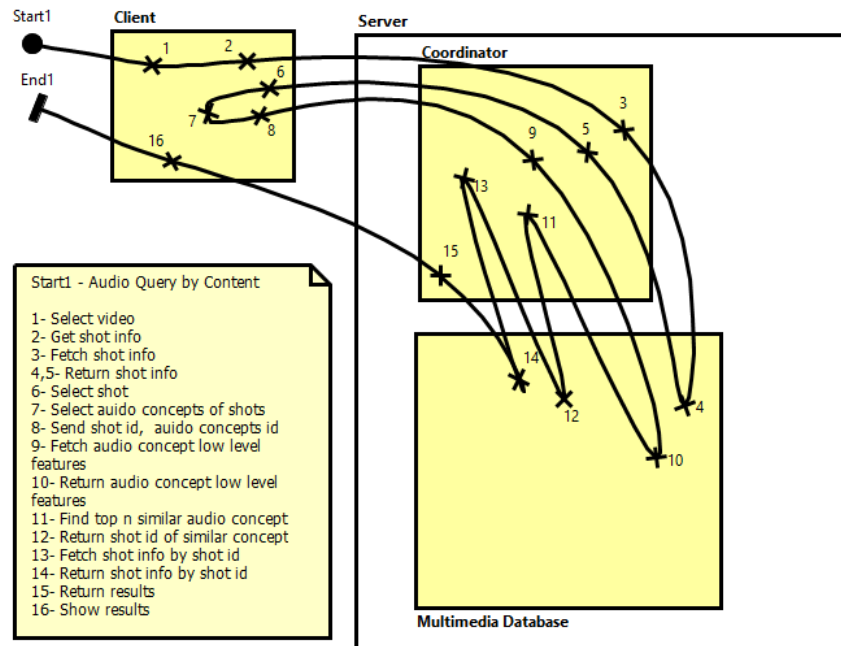 Start1
Client
Server
Coordinator
End1
1
2
3
6
5
7
8
9
16
13
11
15
14
12
4
10
Start1 - Audio Query by Content
1- Select video
2- Get shot info
3- Fetch shot info
4,5- Return shot info
6- Select shot
7- Select auido concepts of shots
8- Send shot id, auido concepts id
9- Fetch audio concept low level
features
10- Return audio concept low level
features
11- Find top n similar audio concept
12- Return shot id of similar concept
13- Fetch shot info by shot id
14- Return shot info by shot id
15- Return results
16- Show results
Multimedia Database